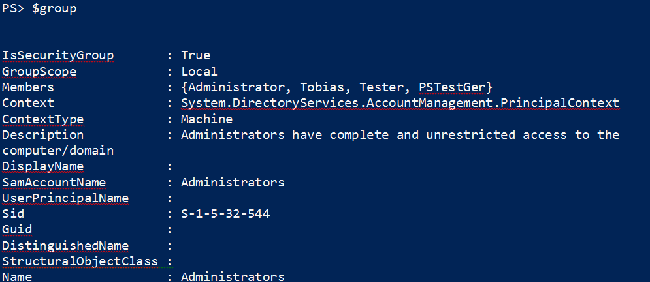 PS> $group
IsSecurityGroup : True
GroupScope : Local
Members : {Administrator, Tobias, Tester, PSTestGer}
Context : System.DirectoryServices.AccountManagement.PrincipalContext
ContextType : Machine
Description : Administrators have complete and unrestricted access to the
computer/domain
DisplayName :
SamAccountName : Administrators
UserPrincipalName :
Sid : S-1-5-32-544
Guid :
DistinguishedName :
StructuralObjectClass :
Name : Administrators